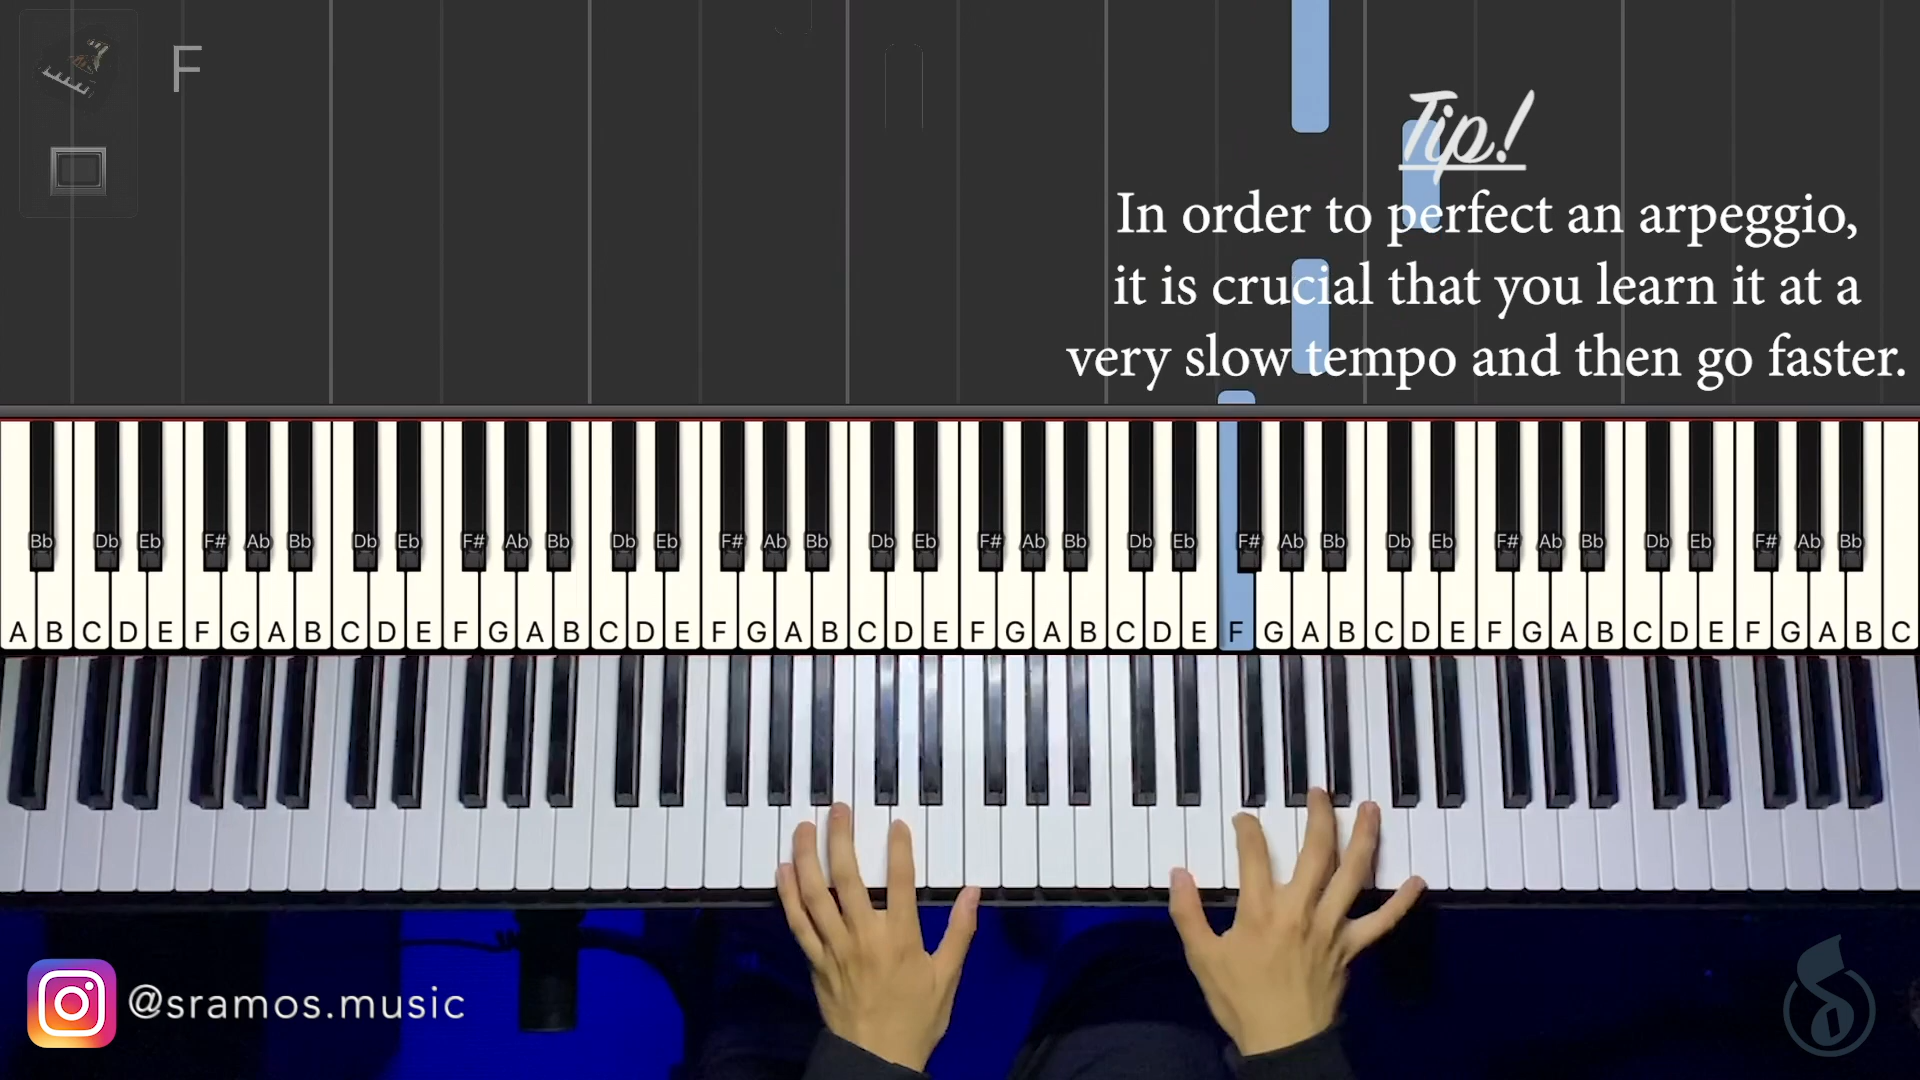 F
Tip!
In order to perfect an arpeggio,
it is crucial that you learn it at a
very slow tempo and then go faster.
Bb Db Eb F# Ab Bb Db Eb F# Ab Bb Db Eb F# Ab Bb Db Eb F# Ab Bb Db Eb F# Ab Bb Db Eb F# Ab Bb Db Eb F# Ab Bb
A B C D E F G A B C D E F G A B C D E F G A B C D E F G A B C D E F G A B C D E F G A B C D E F G A B C
@sramos.music